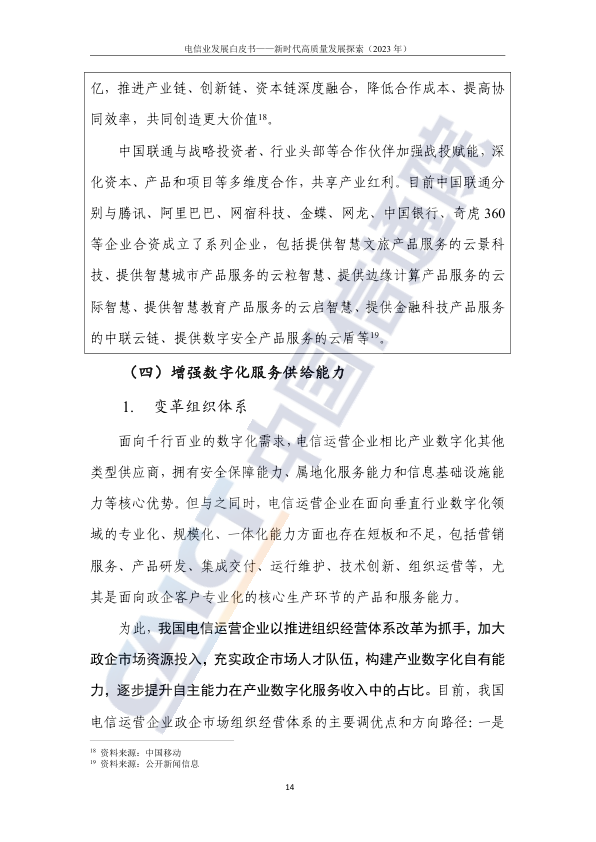 电信业发展白皮书——新时代高质量发展探索（2023 年）
亿，推进产业链、创新链、资本链深度融合，降低合作成本、提高协
同效率，共同创造更大价值18。
中国联通与战略投资者、行业头部等合作伙伴加强战投赋能，深
化资本、产品和项目等多维度合作，共享产业红利。目前中国联通分
别与腾讯、阿里巴巴、网宿科技、金蝶、网龙、中国银行、奇虎 360
等企业合资成立了系列企业，包括提供智慧文旅产品服务的云景科
技、提供智慧城市产品服务的云粒智慧、提供边缘计算产品服务的云
际智慧、提供智慧教育产品服务的云启智慧、提供金融科技产品服务
的中联云链、提供数字安全产品服务的云盾等19。
（四）增强数字化服务供给能力
1. 变革组织体系
面向千行百业的数字化需求，电信运营企业相比产业数字化其他
类型供应商，拥有安全保障能力、属地化服务能力和信息基础设施能
力等核心优势。但与之同时，电信运营企业在面向垂直行业数字化领
域的专业化、规模化、一体化能力方面也存在短板和不足，包括营销
服务、产品研发、集成交付、运行维护、技术创新、组织运营等，尤
其是面向政企客户专业化的核心生产环节的产品和服务能力。
为此，我国电信运营企业以推进组织经营体系改革为抓手，加大
政企市场资源投入，充实政企市场人才队伍，构建产业数字化自有能
力，逐步提升自主能力在产业数字化服务收入中的占比。目前，我国
电信运营企业政企市场组织经营体系的主要调优点和方向路径：一是
18 资料来源：中国移动
19 资料来源：公开新闻信息
14
CAICT 中国信通院